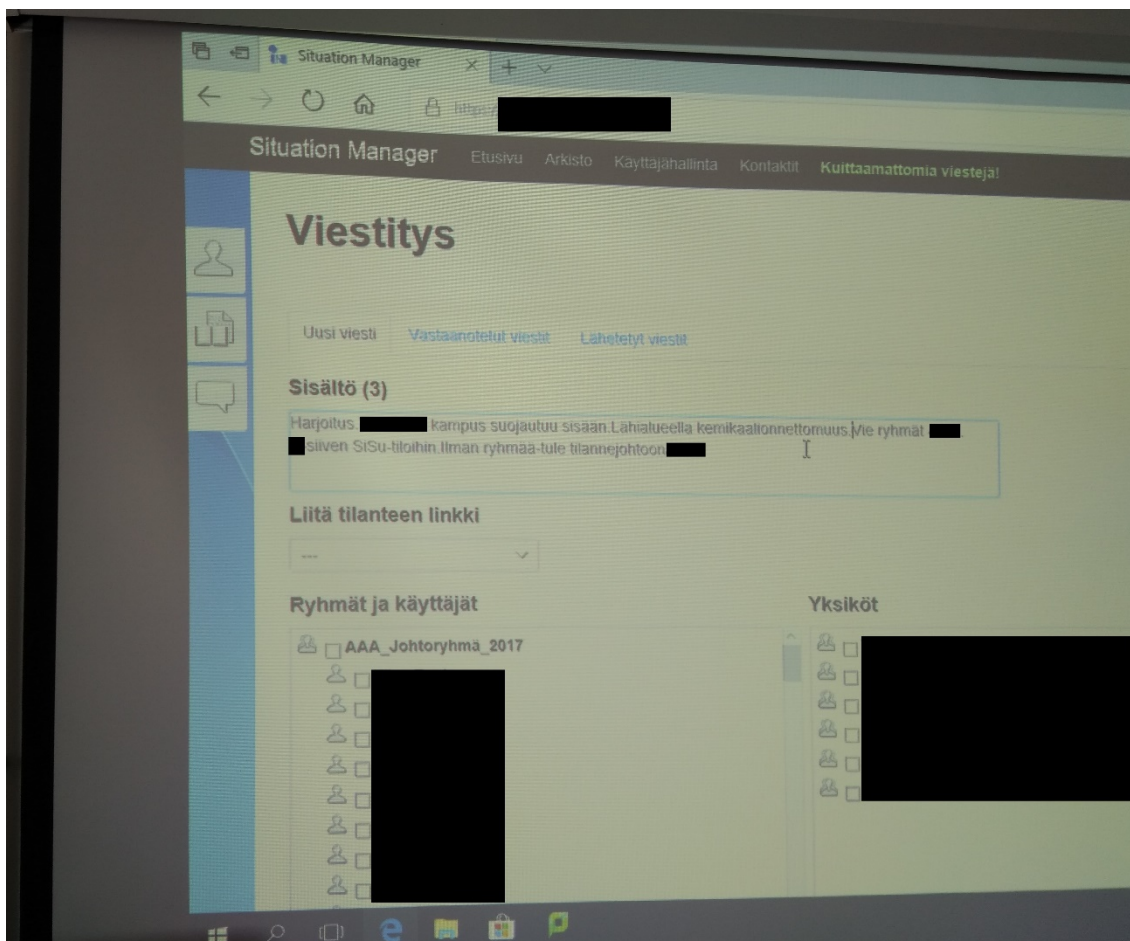 Situation Manager
https:/
Situation Manager Etusivu Arkisto Käyttäjähallinta Kontaktit Kuittaamattomia viestejä!
Viestitys
Uusi viesti Vastaanotetut viestit Lähetetyt viestit
Sisältö (3)
Harjoitus. kampus suojautuu sisään.Lähialueella kemikaalionnettomuus.Vie ryhmät
siiven SiSu-tiloihin.Ilman ryhmää-tule tilannejohtoon
Liitä tilanteen linkki
---
Ryhmät ja käyttäjät Yksiköt
AAA_Johtoryhmä_2017